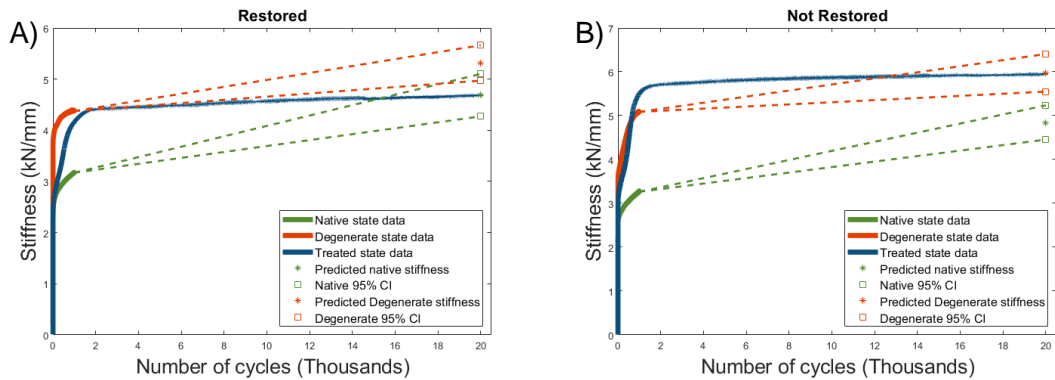 A)
Restored
Stiffness (kN/mm)
6
5
4
3
2
1
0
0 2 4 6 8 10 12 14 16 18 20
Number of cycles (Thousands)
Native state data
Degenerate state data
Treated state data
Predicted native stiffness
Native 95% CI
Predicted Degenerate stiffness
Degenerate 95% CI
B)
Not Restored
Stiffness (kN/mm)
7
6
5
4
3
2
1
0
0 2 4 6 8 10 12 14 16 18 20
Number of cycles (Thousands)
Native state data
Degenerate state data
Treated state data
Predicted native stiffness
Native 95% CI
Predicted Degenerate stiffness
Degenerate 95% CI